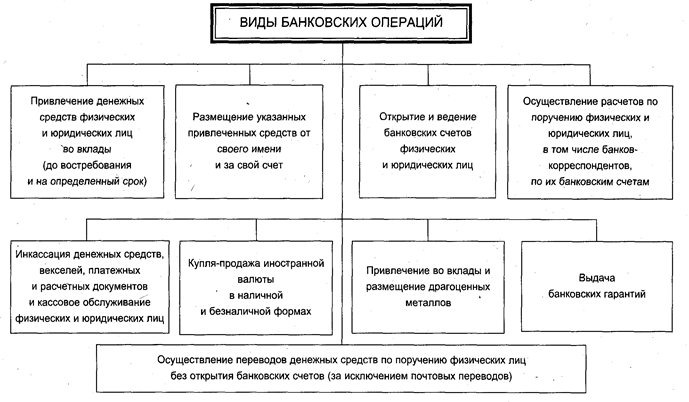 ВИДЫ БАНКОВСКИХ ОПЕРАЦИЙ
Привлечение денежных
средств физических
и юридических лиц
во вклады
(до востребования
и на определенный срок)
Размещение указанных
привлеченных средств от
своего имени
и за свой счет
Открытие и ведение
банковских счетов
физических
и юридических лиц
Осуществление расчетов по
поручению физических и
юридических лиц,
в том числе банков-
корреспондентов,
по их банковским счетам
Инкассация денежных средств,
векселей, платежных
и расчетных документов
и кассовое обслуживание
физических и юридических лиц
Купля-продажа иностранной
валюты
в наличной
и безналичной формах
Привлечение во вклады и
размещение драгоценных
металлов
Выдача
банковских гарантий
Осуществление переводов денежных средств по поручению физических лиц
без открытия банковских счетов (за исключением почтовых переводов)